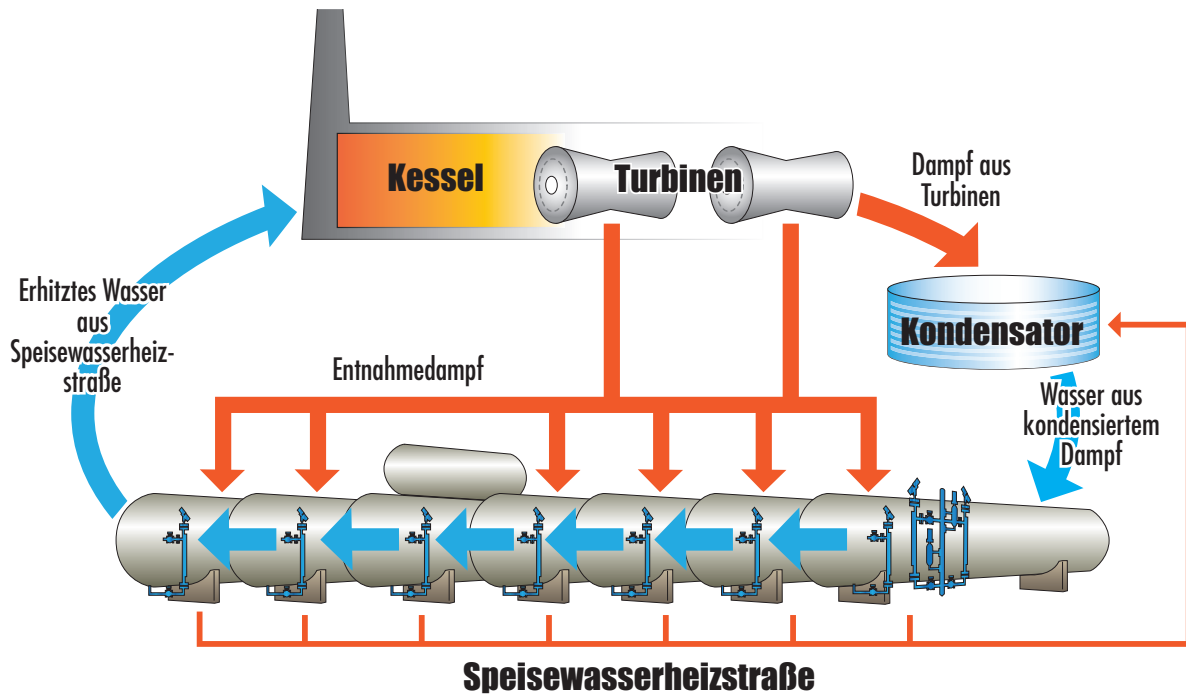 Kessel
Turbinen
Dampf aus
Turbinen
Kondensator
Erhitztes Wasser
aus
Speisewasserheiz-
straße
Entnahmedampf
Wasser aus
kondensiertem
Dampf
Speisewasserheizstraße